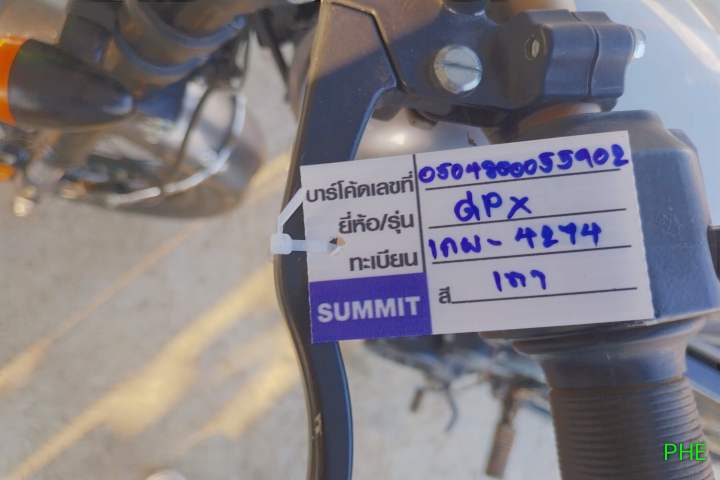 บาร์โค้ดเลขที่ 0504800055902
ยี่ห้อ/รุ่น GPX
ทะเบียน 1กผ-4274
SUMMIT สี เทา
PHE